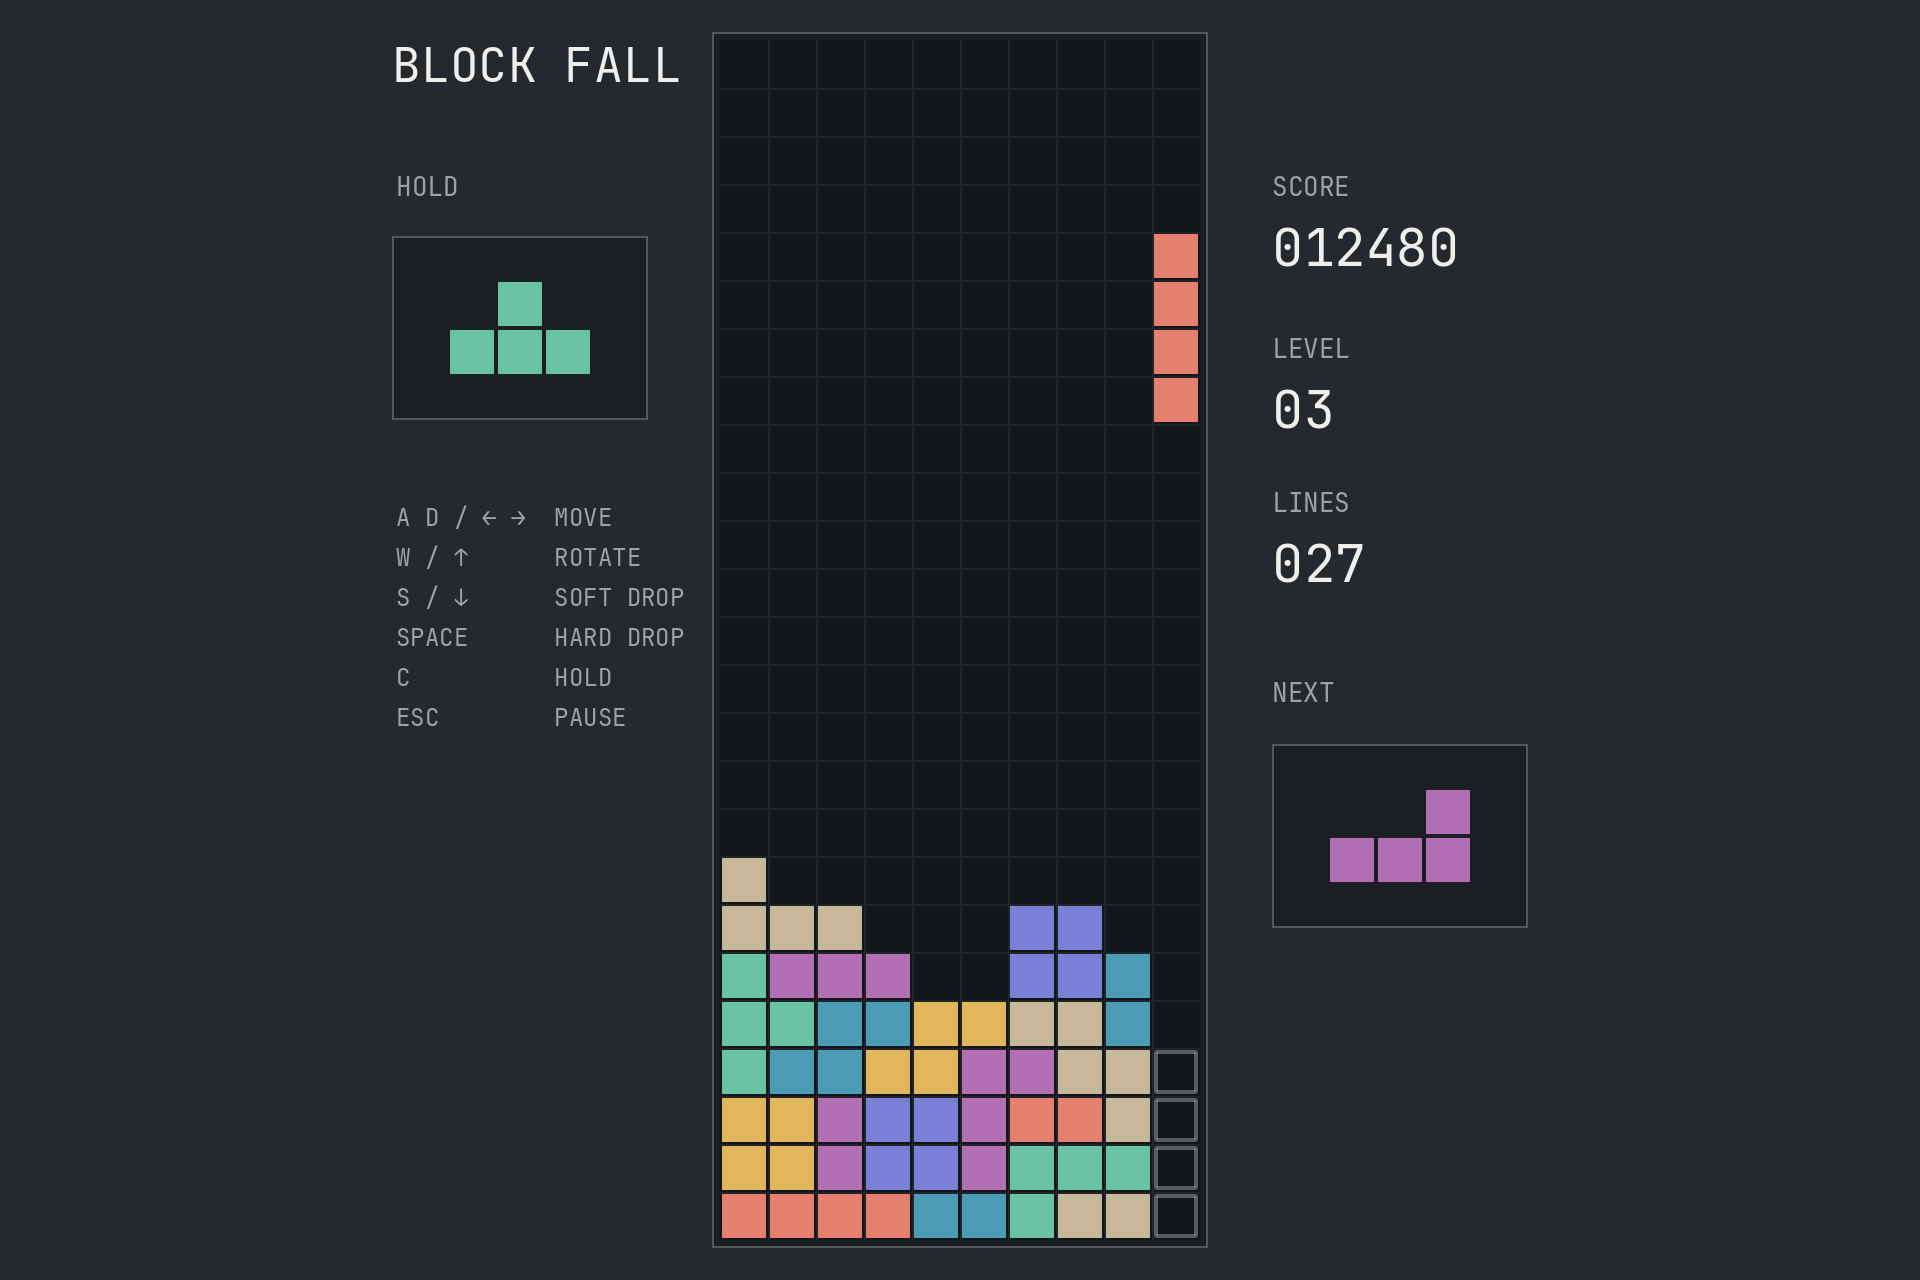 BLOCK FALL
HOLD
A D / ← → MOVE
W / ↑ ROTATE
S / ↓ SOFT DROP
SPACE HARD DROP
C HOLD
ESC PAUSE
SCORE
012480
LEVEL
03
LINES
027
NEXT